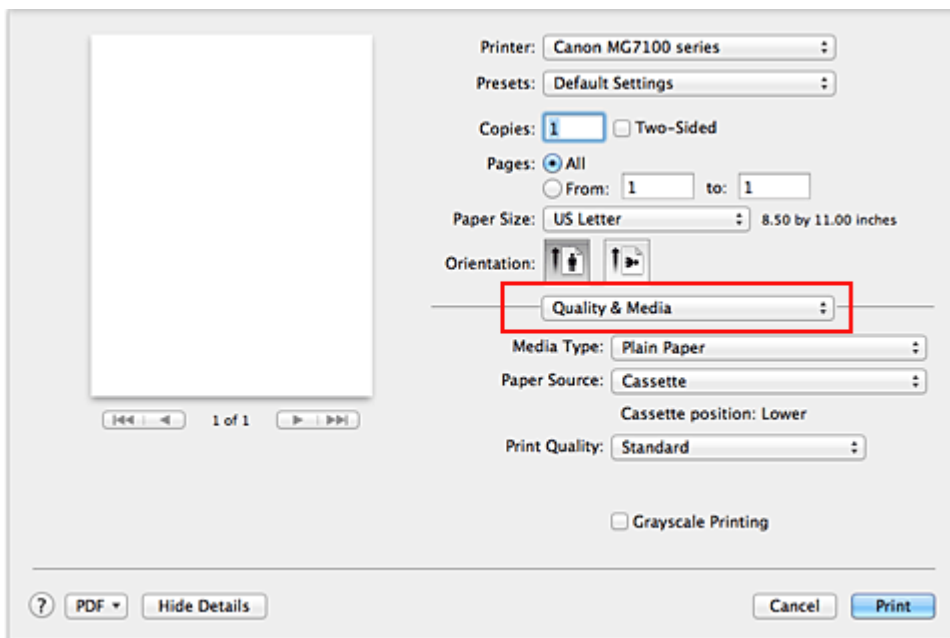 Printer: Canon MG7100 series
Presets: Default Settings
Copies: 1 Two-Sided
Pages: All
From: 1 to: 1
Paper Size: US Letter 8.50 by 11.00 inches
Orientation:
Quality & Media
Media Type: Plain Paper
Paper Source: Cassette
Cassette position: Lower
1 of 1
Print Quality: Standard
Grayscale Printing
? PDF Hide Details Cancel Print